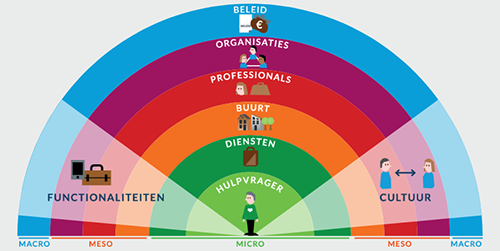 BELEID
ORGANISATIES
PROFESSIONALS
BUURT
DIENSTEN
HULPVRAGER
FUNCTIONALITEITEN
CULTUUR
MACRO MESO MICRO MESO MACRO